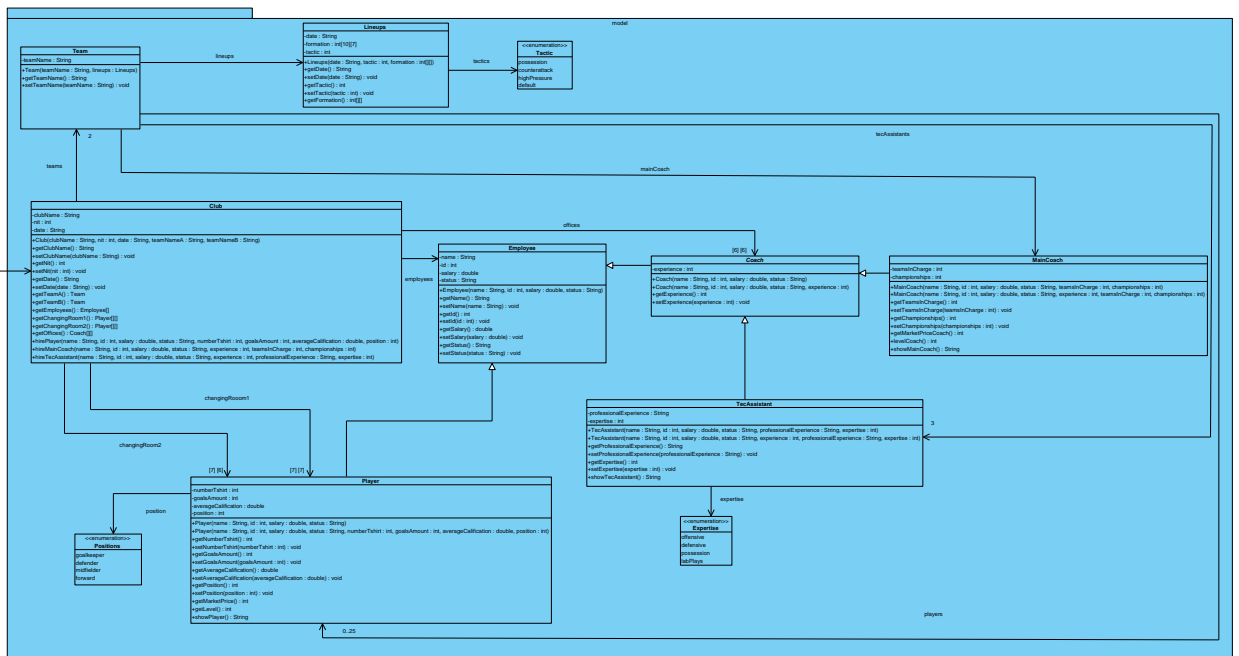 model
Lineups
-date : String
-formation : int[10][7]
-tactic : int
+Lineups(date : String, tactic : int, formation : int[][])
+getDate() : String
+setDate(date : String) : void
+getTactic() : int
+setTactic(tactic : int) : void
+getFormation() : int[][]
Team
-teamName : String
+Team(teamName : String, lineups : Lineups)
+getTeamName() : String
+setTeamName(teamName : String) : void
lineups
tactics
<<enumeration>>
Tactic
possession
counterattack
highPressure
default
2
teams
tecAssistants
mainCoach
Club
-clubName : String
-nit : int
-date : String
+Club(clubName : String, nit : int, date : String, teamNameA : String, teamNameB : String)
+getClubName() : String
+setClubName(clubName : String) : void
+getNit() : int
+setNit(nit : int) : void
+getDate() : String
+setDate(date : String) : void
+getTeamA() : Team
+getTeamB() : Team
+getEmployees() : Employee[]
+getChangingRoom1() : Player[][]
+getChangingRoom2() : Player[][]
+getOffices() : Coach[][]
+hirePlayer(name : String, id : int, salary : double, status : String, numberTshirt : int, goalsAmount : int, averageCalification : double, position : int)
+hireMainCoach(name : String, id : int, salary : double, status : String, experience : int, teamsInCharge : int, championships : int)
+hireTecAssistant(name : String, id : int, salary : double, status : String, experience : int, professionalExperience : String, expertise : int)
offices
employees
[6] [6]
Employee
-name : String
-id : int
-salary : double
-status : String
+Employee(name : String, id : int, salary : double, status : String)
+getName() : String
+setName(name : String) : void
+getId() : int
+setId(id : int) : void
+getSalary() : double
+setSalary(salary : double) : void
+getStatus() : String
+setStatus(status : String) : void
Coach
-experience : int
+Coach(name : String, id : int, salary : double, status : String)
+Coach(name : String, id : int, salary : double, status : String, experience : int)
+getExperience() : int
+setExperience(experience : int) : void
MainCoach
-teamsInCharge : int
-championships : int
+MainCoach(name : String, id : int, salary : double, status : String, teamsInCharge : int, championships : int)
+MainCoach(name : String, id : int, salary : double, status : String, experience : int, teamsInCharge : int, championships : int)
+getTeamsInCharge() : int
+setTeamsInCharge(teamsInCharge : int) : void
+getChampionships() : int
+setChampionships(championships : int) : void
+getMarketPriceCoach() : int
+levelCoach() : int
+showMainCoach() : String
changingRooom1
changingRoom2
TecAssistant
-professionalExperience : String
-expertise : int
+TecAssistant(name : String, id : int, salary : double, status : String, professionalExperience : String, expertise : int)
+TecAssistant(name : String, id : int, salary : double, status : String, experience : int, professionalExperience : String, expertise : int)
+getProfessionalExperience() : String
+setProfessionalExperience(professionalExperience : String) : void
+getExpertise() : int
+setExpertise(expertise : int) : void
+showTecAssistant() : String
3
[7] [6]
[7] [7]
Player
-numberTshirt : int
-goalsAmount : int
-averageCalification : double
-position : int
+Player(name : String, id : int, salary : double, status : String)
+Player(name : String, id : int, salary : double, status : String, numberTshirt : int, goalsAmount : int, averageCalification : double, position : int)
+getNumberTshirt() : int
+setNumberTshirt(numberTshirt : int) : void
+getGoalsAmount() : int
+setGoalsAmount(goalsAmount : int) : void
+getAverageCalification() : double
+setAverageCalification(averageCalification : double) : void
+getPosition() : int
+setPosition(position : int) : void
+getMarketPrice() : int
+getLevel() : int
+showPlayer() : String
position
<<enumeration>>
Positions
goalkeeper
defender
midfielder
forward
expertise
<<enumeration>>
Expertise
offensive
defensive
possession
labPlays
players
0..25